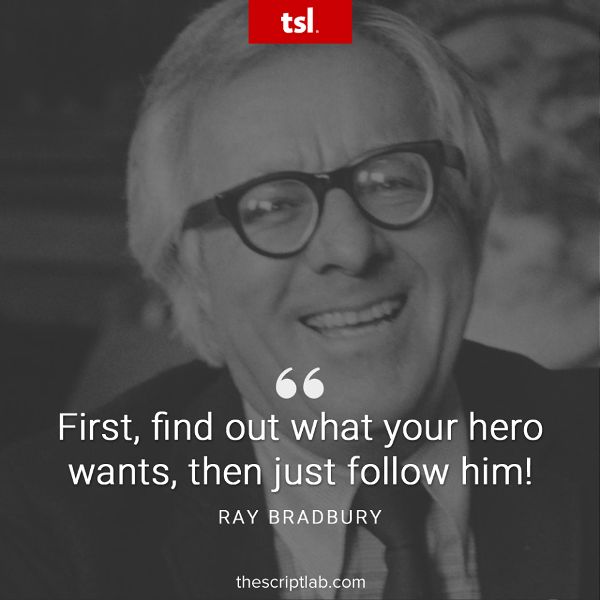 tsl.
“
First, find out what your hero
wants, then just follow him!
RAY BRADBURY
thescriptlab.com